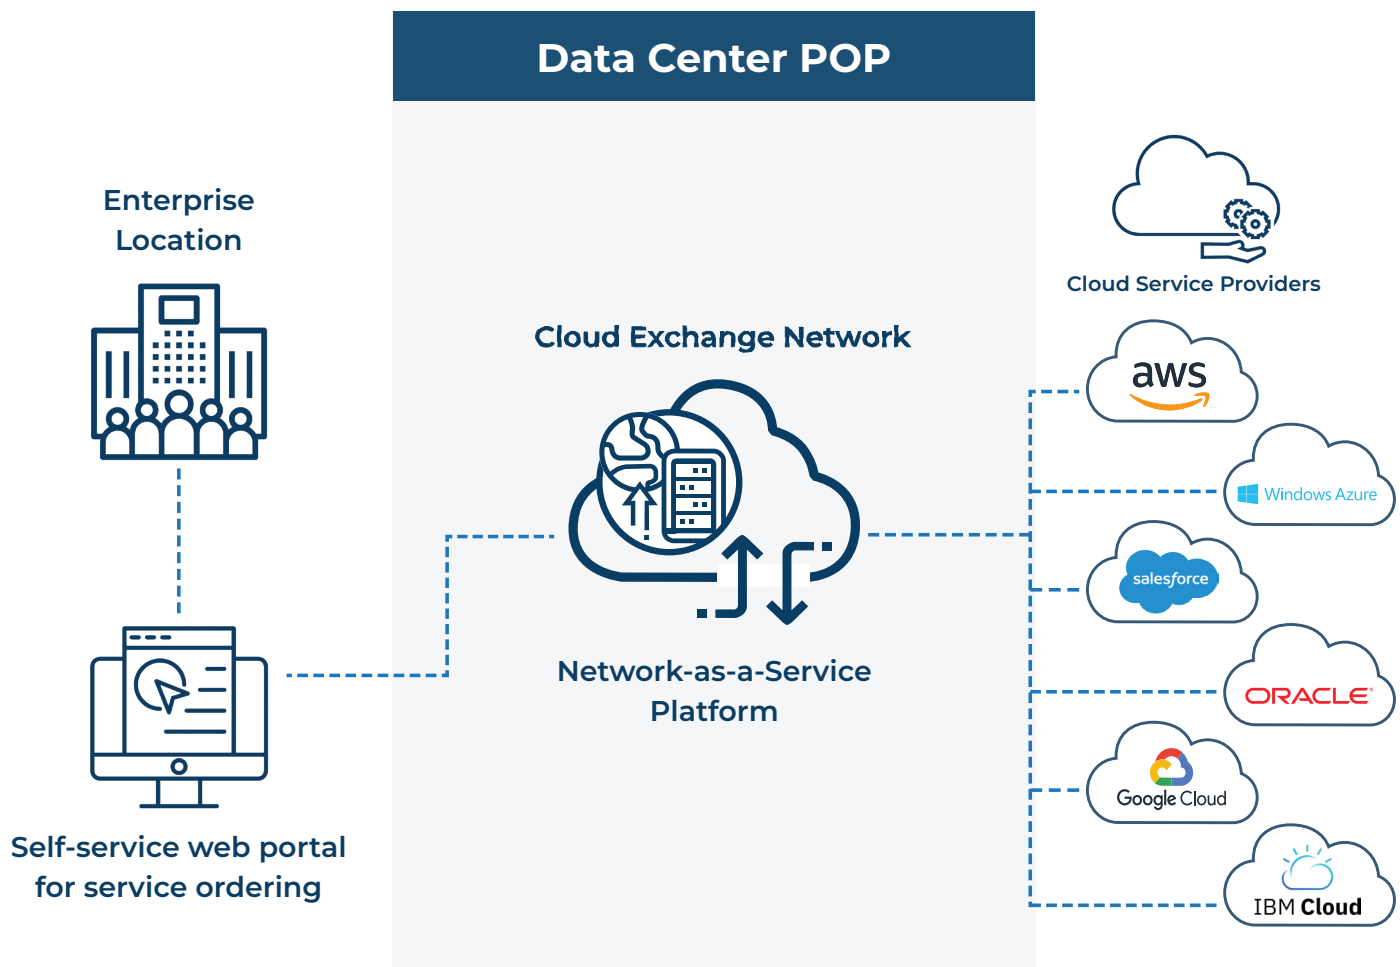 Data Center POP
Enterprise
Location
Self-service web portal
for service ordering
Cloud Exchange Network
Network-as-a-Service
Platform
Cloud Service Providers
aws
Windows Azure
salesforce
ORACLE
Google Cloud
IBM Cloud